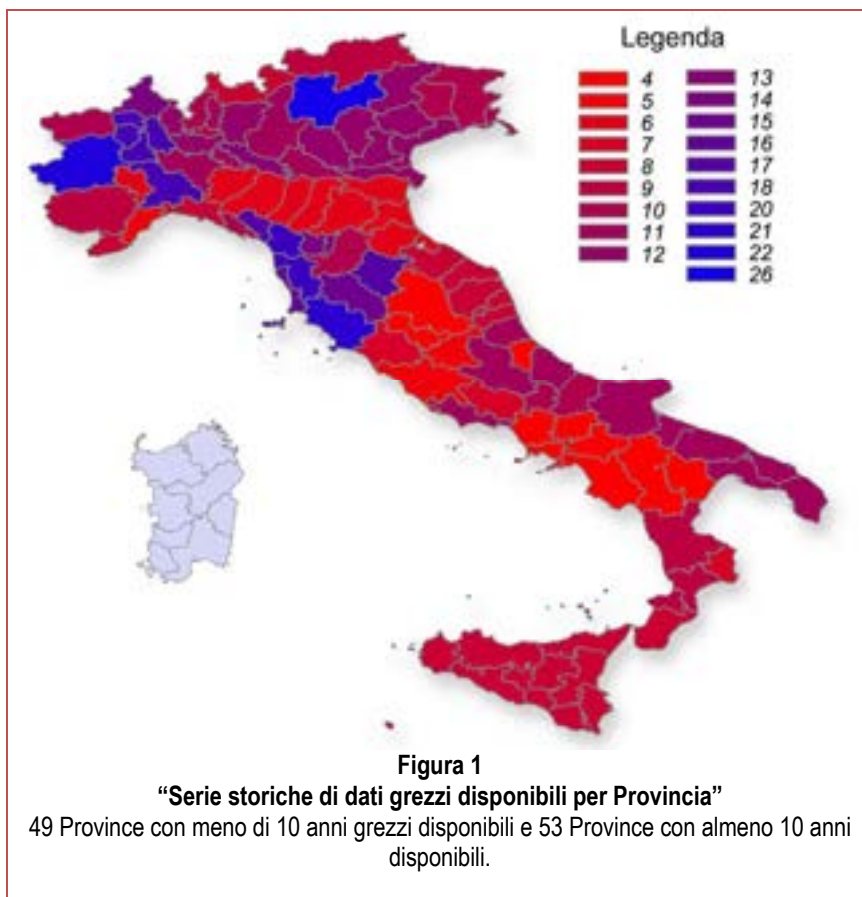 Legenda
4 13
5 14
6 15
7 16
8 17
9 18
10 20
11 21
12 22
26
Figura 1
“Serie storiche di dati grezzi disponibili per Provincia”
49 Province con meno di 10 anni grezzi disponibili e 53 Province con almeno 10 anni
disponibili.